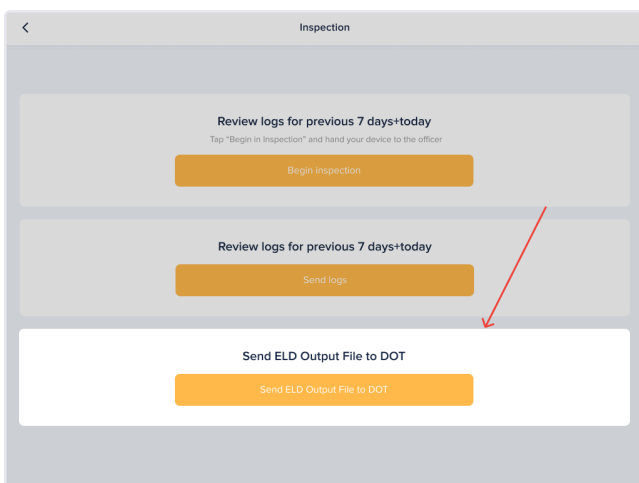 Inspection
Review logs for previous 7 days+today
Tap "Begin in Inspection" and hand your device to the officer
Begin inspection
Review logs for previous 7 days+today
Send logs
Send ELD Output File to DOT
Send ELD Output File to DOT